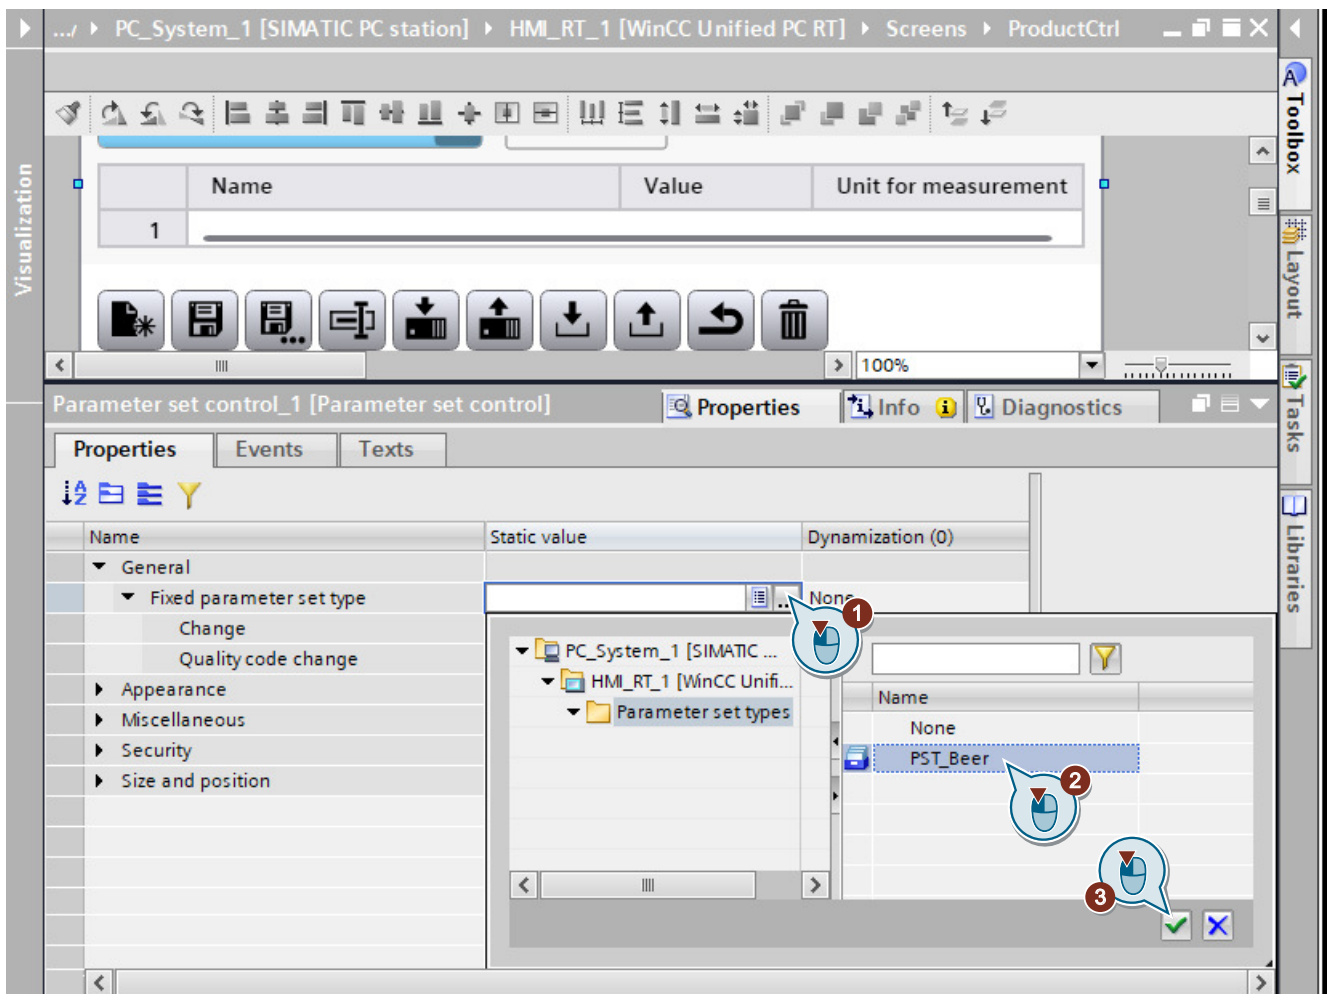 .../ PC_System_1 [SIMATIC PC station] HMI_RT_1 [WinCC Unified PC RT] Screens ProductCtrl
Visualization
Name Value Unit for measurement
1
100%
Parameter set control_1 [Parameter set control] Properties Info Diagnostics
Properties Events Texts
Name Static value Dynamization (0)
General
Fixed parameter set type None
Change
Quality code change
Appearance
Miscellaneous
Security
Size and position
1
PC_System_1 [SIMATIC ...
HMI_RT_1 [WinCC Unifi...
Parameter set types
Name
None
PST_Beer
2
3
Toolbox
Layout
Tasks
Libraries